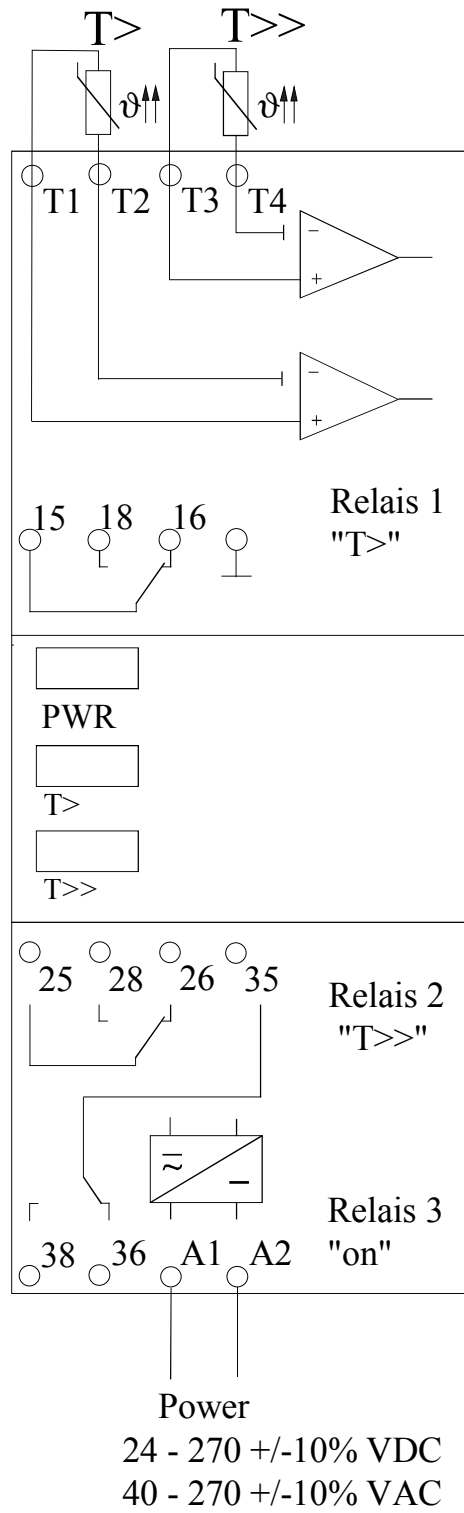 T> T>>
ϑ ϑ
T1 T2 T3 T4
-
+
-
+
15 18 16
Relais 1
"T>"
PWR
T>
T>>
25 28 26 35
Relais 2
"T>>"
Relais 3
"on"
38 36 A1 A2
Power
24 - 270 +/-10% VDC
40 - 270 +/-10% VAC